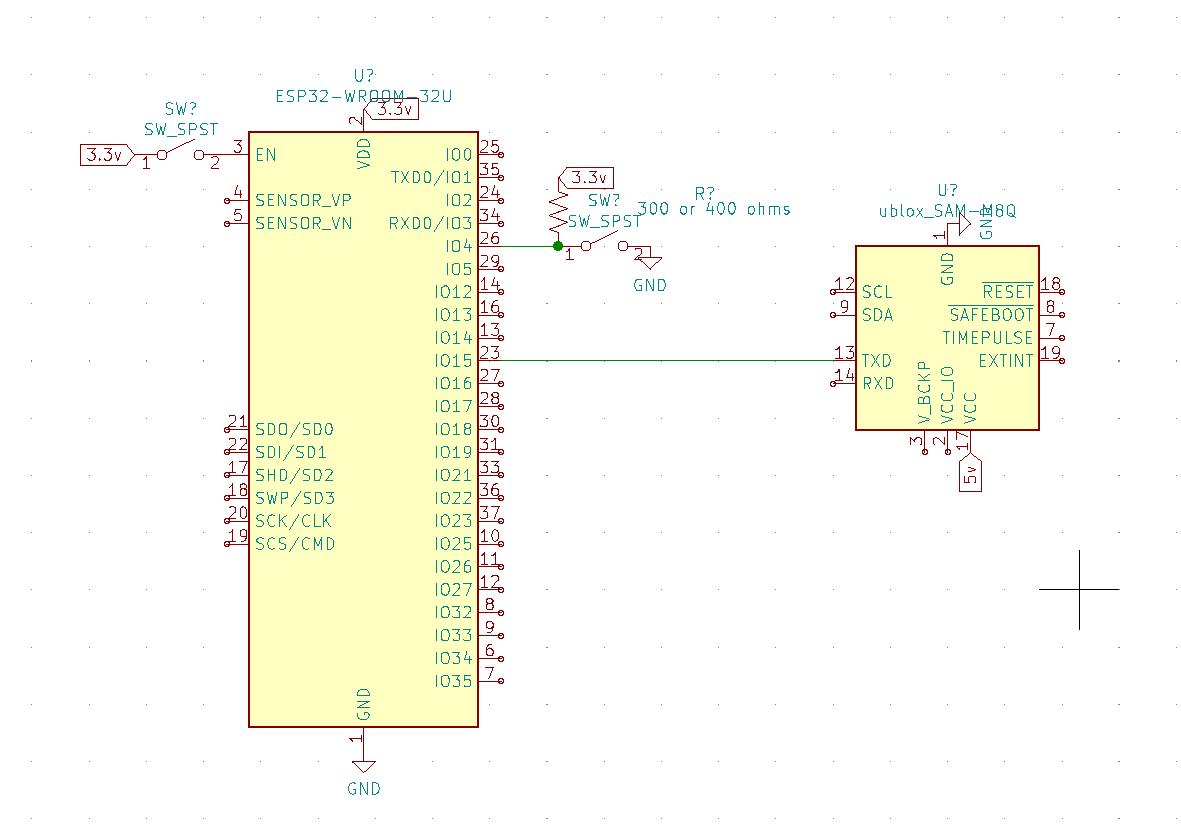 U?
ESP32-WROOM-32U
3.3v
2
VDD
SW?
SW_SPST
3.3v
1
2
3
EN
4
SENSOR_VP
5
SENSOR_VN
21
SDO/SD0
22
SDI/SD1
17
SHD/SD2
18
SWP/SD3
20
SCK/CLK
19
SCS/CMD
IO0
25
TXD0/IO1
35
IO2
24
RXD0/IO3
34
IO4
26
IO5
29
IO12
14
IO13
16
IO14
13
IO15
23
IO16
27
IO17
28
IO18
30
IO19
31
IO21
33
IO22
36
IO23
37
IO25
10
IO26
11
IO27
12
IO32
8
IO33
9
IO34
6
IO35
7
GND
1
GND
3.3v
R?
300 or 400 ohms
SW?
SW_SPST
1
2
GND
U?
ublox_SAM-M8Q
GND
1
GND
12
SCL
9
SDA
13
TXD
14
RXD
RESET
18
SAFEBOOT
8
TIMEPULSE
7
EXTINT
19
V_BCKP
3
VCC_IO
2
VCC
17
5v